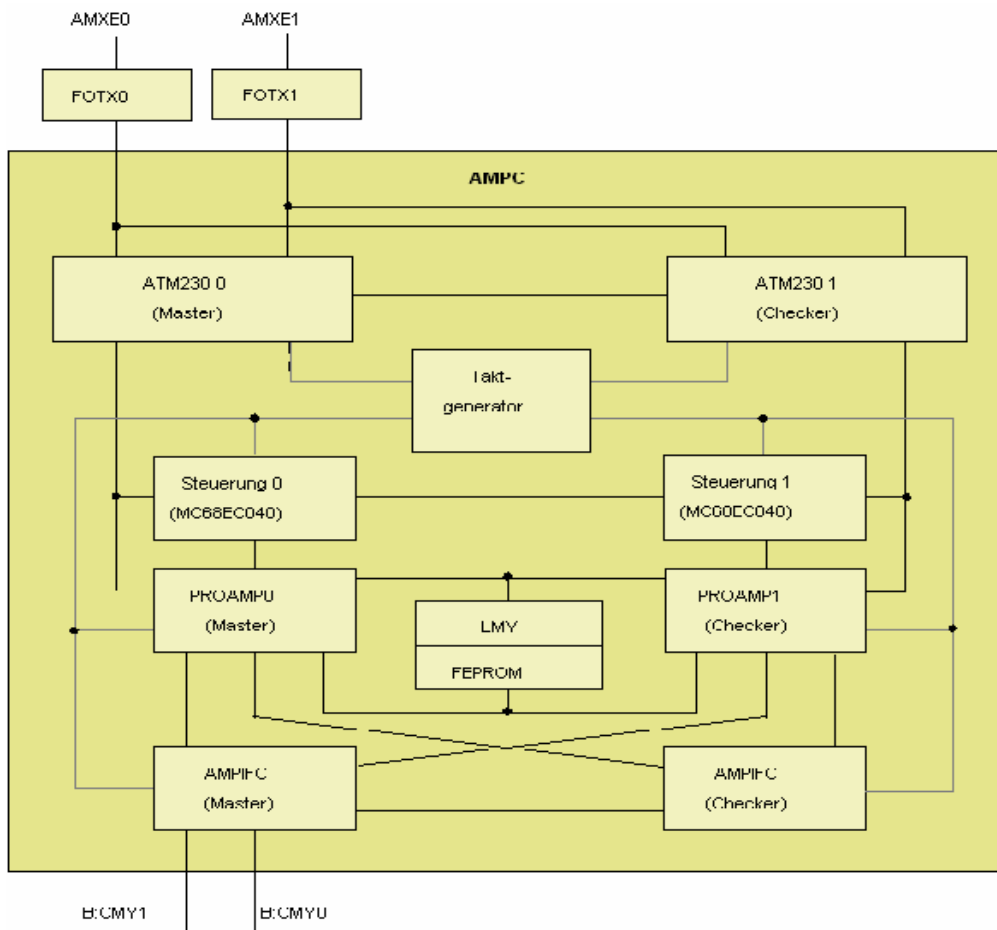 AMXE0 AMXE1
FOTX0 FOTX1
AMPC
ATM230 0 ATM230 1
(Master) (Checker)
Takt-
generator
Steuerung 0 Steuerung 1
(MC68EC040) (MC60EC040)
PROAMP0 PROAMP1
(Master) (Checker)
LMY
FEPROM
AMPIFC AMPIFC
(Master) (Checker)
B:CMY1 B:CMY0